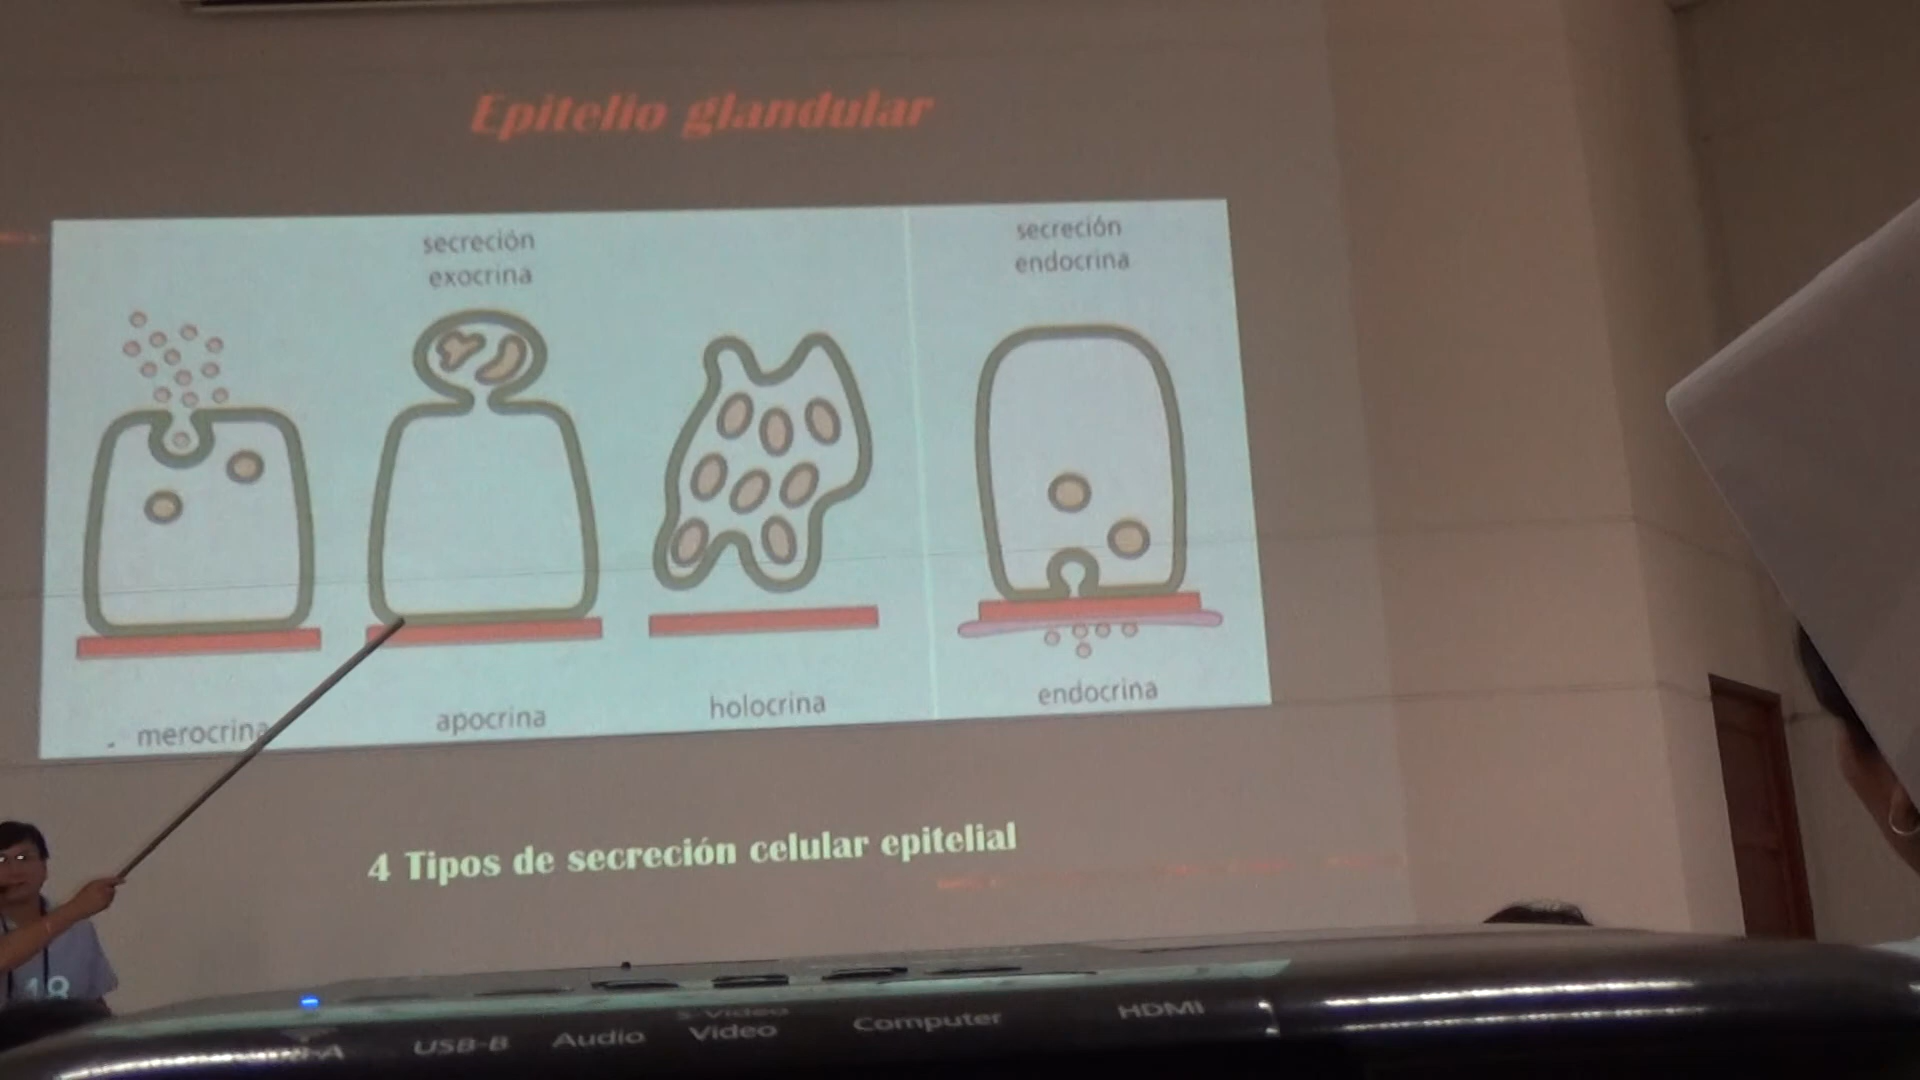 Epitelio glandular
secreción
exocrina
secreción
endocrina
merocrina
apocrina
holocrina
endocrina
4 Tipos de secreción celular epitelial
18
USB-B
Audio
S-Video
Video
Computer
HDMI